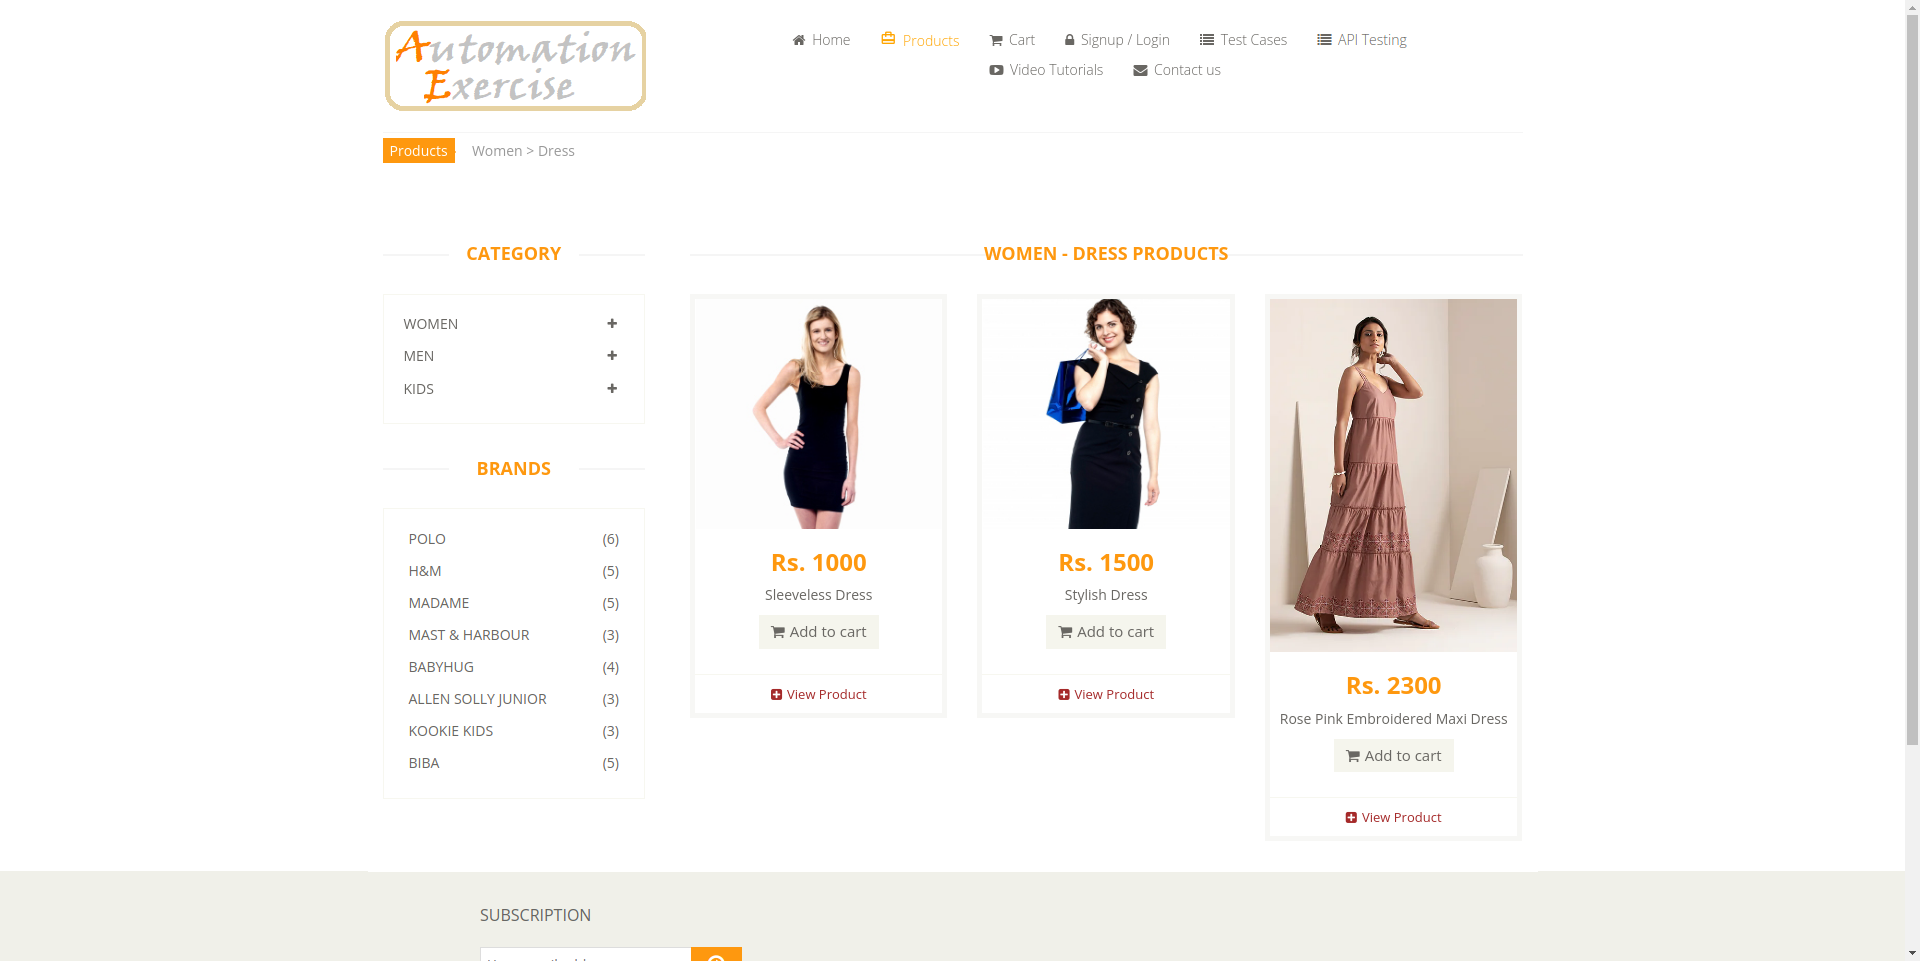 Automation
Exercise
Home
Products
Cart
Signup / Login
Test Cases
API Testing
Video Tutorials
Contact us
Products
Women > Dress
CATEGORY
WOMEN
MEN
KIDS
BRANDS
POLO (6)
H&M (5)
MADAME (5)
MAST & HARBOUR (3)
BABYHUG (4)
ALLEN SOLLY JUNIOR (3)
KOOKIE KIDS (3)
BIBA (5)
WOMEN - DRESS PRODUCTS
Rs. 1000
Sleeveless Dress
Add to cart
View Product
Rs. 1500
Stylish Dress
Add to cart
View Product
Rs. 2300
Rose Pink Embroidered Maxi Dress
Add to cart
View Product
SUBSCRIPTION